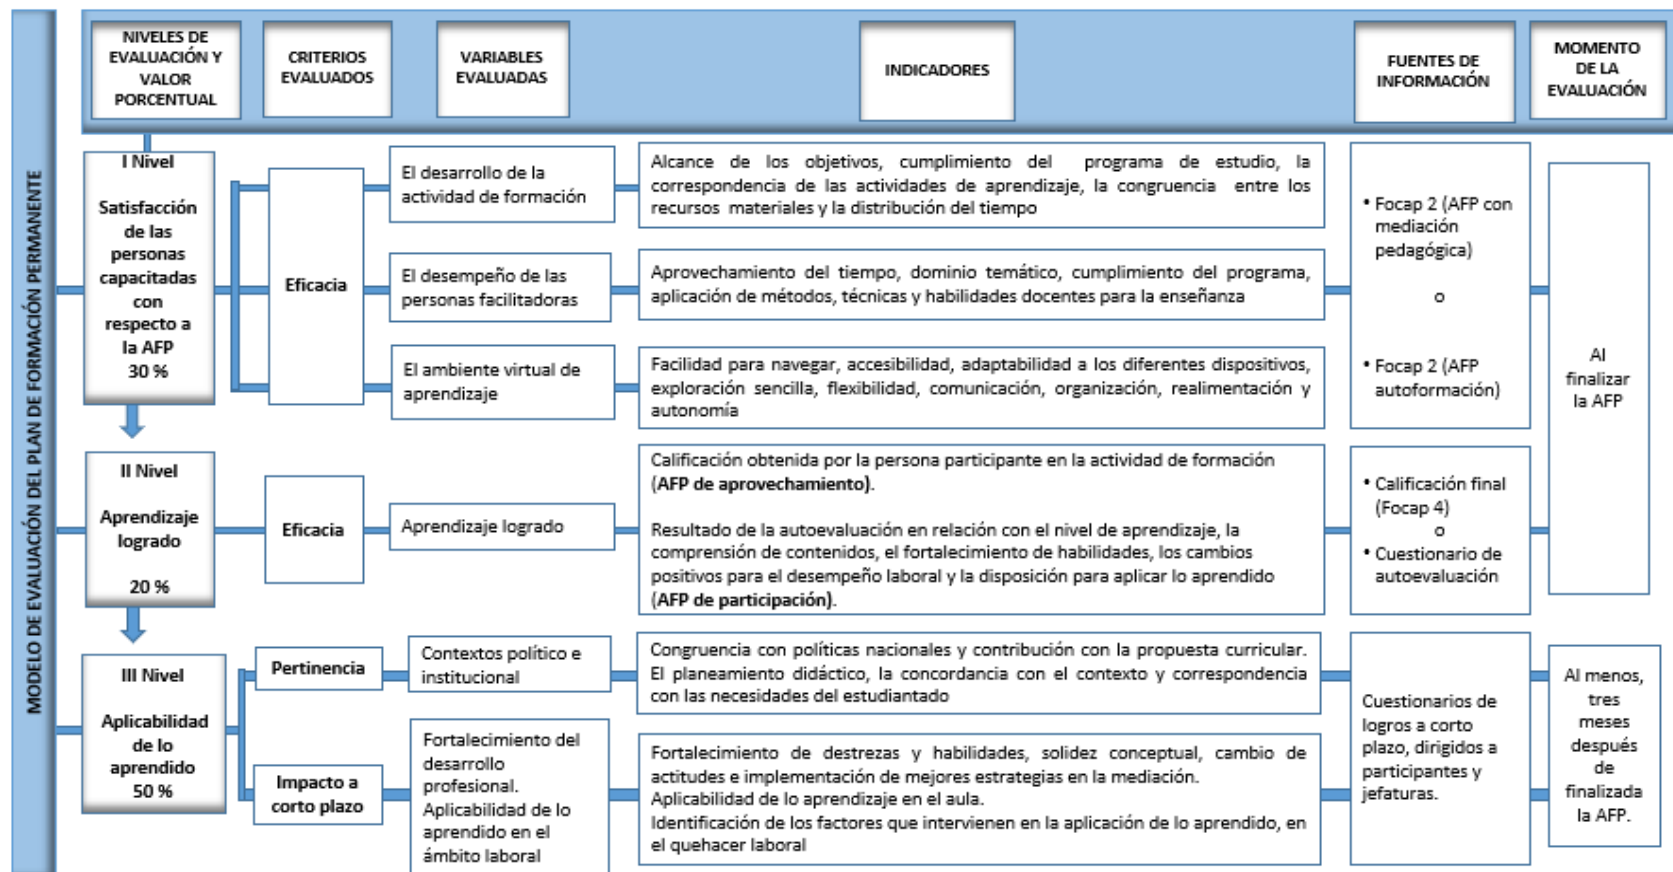 MODELO DE EVALUACIÓN DEL PLAN DE FORMACIÓN PERMANENTE
NIVELES DE
EVALUACIÓN Y
VALOR
PORCENTUAL
CRITERIOS
EVALUADOS
VARIABLES
EVALUADAS
INDICADORES
FUENTES DE
INFORMACIÓN
MOMENTO
DE LA
EVALUACIÓN
I Nivel
Satisfacción
de las
personas
capacitadas
con
respecto a
la AFP
30 %
Eficacia
El desarrollo de la
actividad de formación
Alcance de los objetivos, cumplimiento del programa de estudio, la
correspondencia de las actividades de aprendizaje, la congruencia entre los
recursos materiales y la distribución del tiempo
El desempeño de las
personas facilitadoras
Aprovechamiento del tiempo, dominio temático, cumplimiento del programa,
aplicación de métodos, técnicas y habilidades docentes para la enseñanza
El ambiente virtual de
aprendizaje
Facilidad para navegar, accesibilidad, adaptabilidad a los diferentes dispositivos,
exploración sencilla, flexibilidad, comunicación, organización, realimentación y
autonomía
• Focap 2 (AFP con
mediación
pedagógica)
o
• Focap 2 (AFP
autoformación)
Al
finalizar
la AFP
II Nivel
Aprendizaje
logrado
20 %
Eficacia
Aprendizaje logrado
Calificación obtenida por la persona participante en la actividad de formación
(AFP de aprovechamiento).
Resultado de la autoevaluación en relación con el nivel de aprendizaje, la
comprensión de contenidos, el fortalecimiento de habilidades, los cambios
positivos para el desempeño laboral y la disposición para aplicar lo aprendido
(AFP de participación).
• Calificación final
(Focap 4)
o
• Cuestionario de
autoevaluación
III Nivel
Aplicabilidad
de lo
aprendido
50 %
Pertinencia
Contextos político e
institucional
Congruencia con políticas nacionales y contribución con la propuesta curricular.
El planeamiento didáctico, la concordancia con el contexto y correspondencia
con las necesidades del estudiantado
Impacto a
corto plazo
Fortalecimiento del
desarrollo
profesional.
Aplicabilidad de lo
aprendido en el
ámbito laboral
Fortalecimiento de destrezas y habilidades, solidez conceptual, cambio de
actitudes e implementación de mejores estrategias en la mediación.
Aplicabilidad de lo aprendizaje en el aula.
Identificación de los factores que intervienen en la aplicación de lo aprendido, en
el quehacer laboral
Cuestionarios de
logros a corto
plazo, dirigidos a
participantes y
jefaturas.
Al menos,
tres
meses
después
de
finalizada
la AFP.